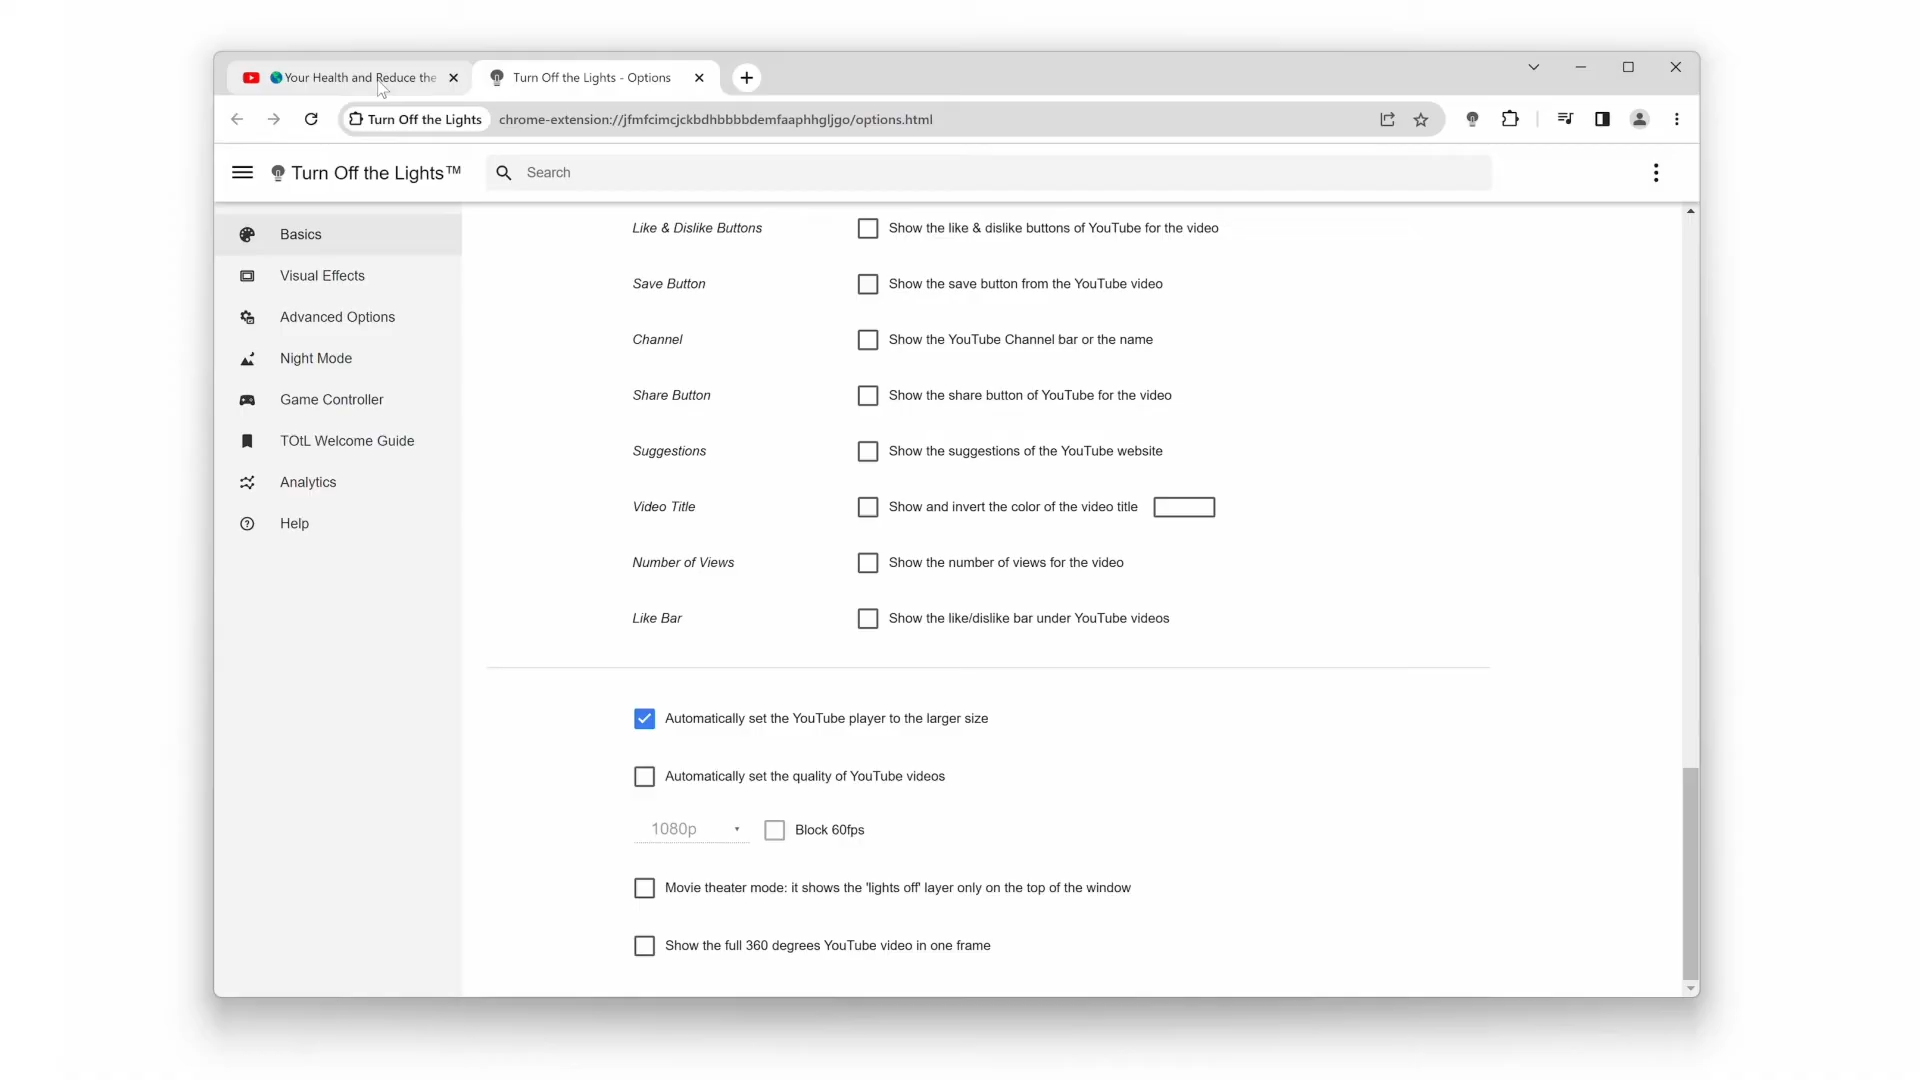 Your Health and Reduce the
Turn Off the Lights - Options
Turn Off the Lights
chrome-extension://jfmfcimcjckbdhbbbbdemfaaphhgljgo/options.html
Turn Off the Lights™
Search
Basics
Visual Effects
Advanced Options
Night Mode
Game Controller
TOtL Welcome Guide
Analytics
Help
Like & Dislike Buttons Show the like & dislike buttons of YouTube for the video
Save Button Show the save button from the YouTube video
Channel Show the YouTube Channel bar or the name
Share Button Show the share button of YouTube for the video
Suggestions Show the suggestions of the YouTube website
Video Title Show and invert the color of the video title
Number of Views Show the number of views for the video
Like Bar Show the like/dislike bar under YouTube videos
Automatically set the YouTube player to the larger size
Automatically set the quality of YouTube videos
1080p Block 60fps
Movie theater mode: it shows the 'lights off' layer only on the top of the window
Show the full 360 degrees YouTube video in one frame